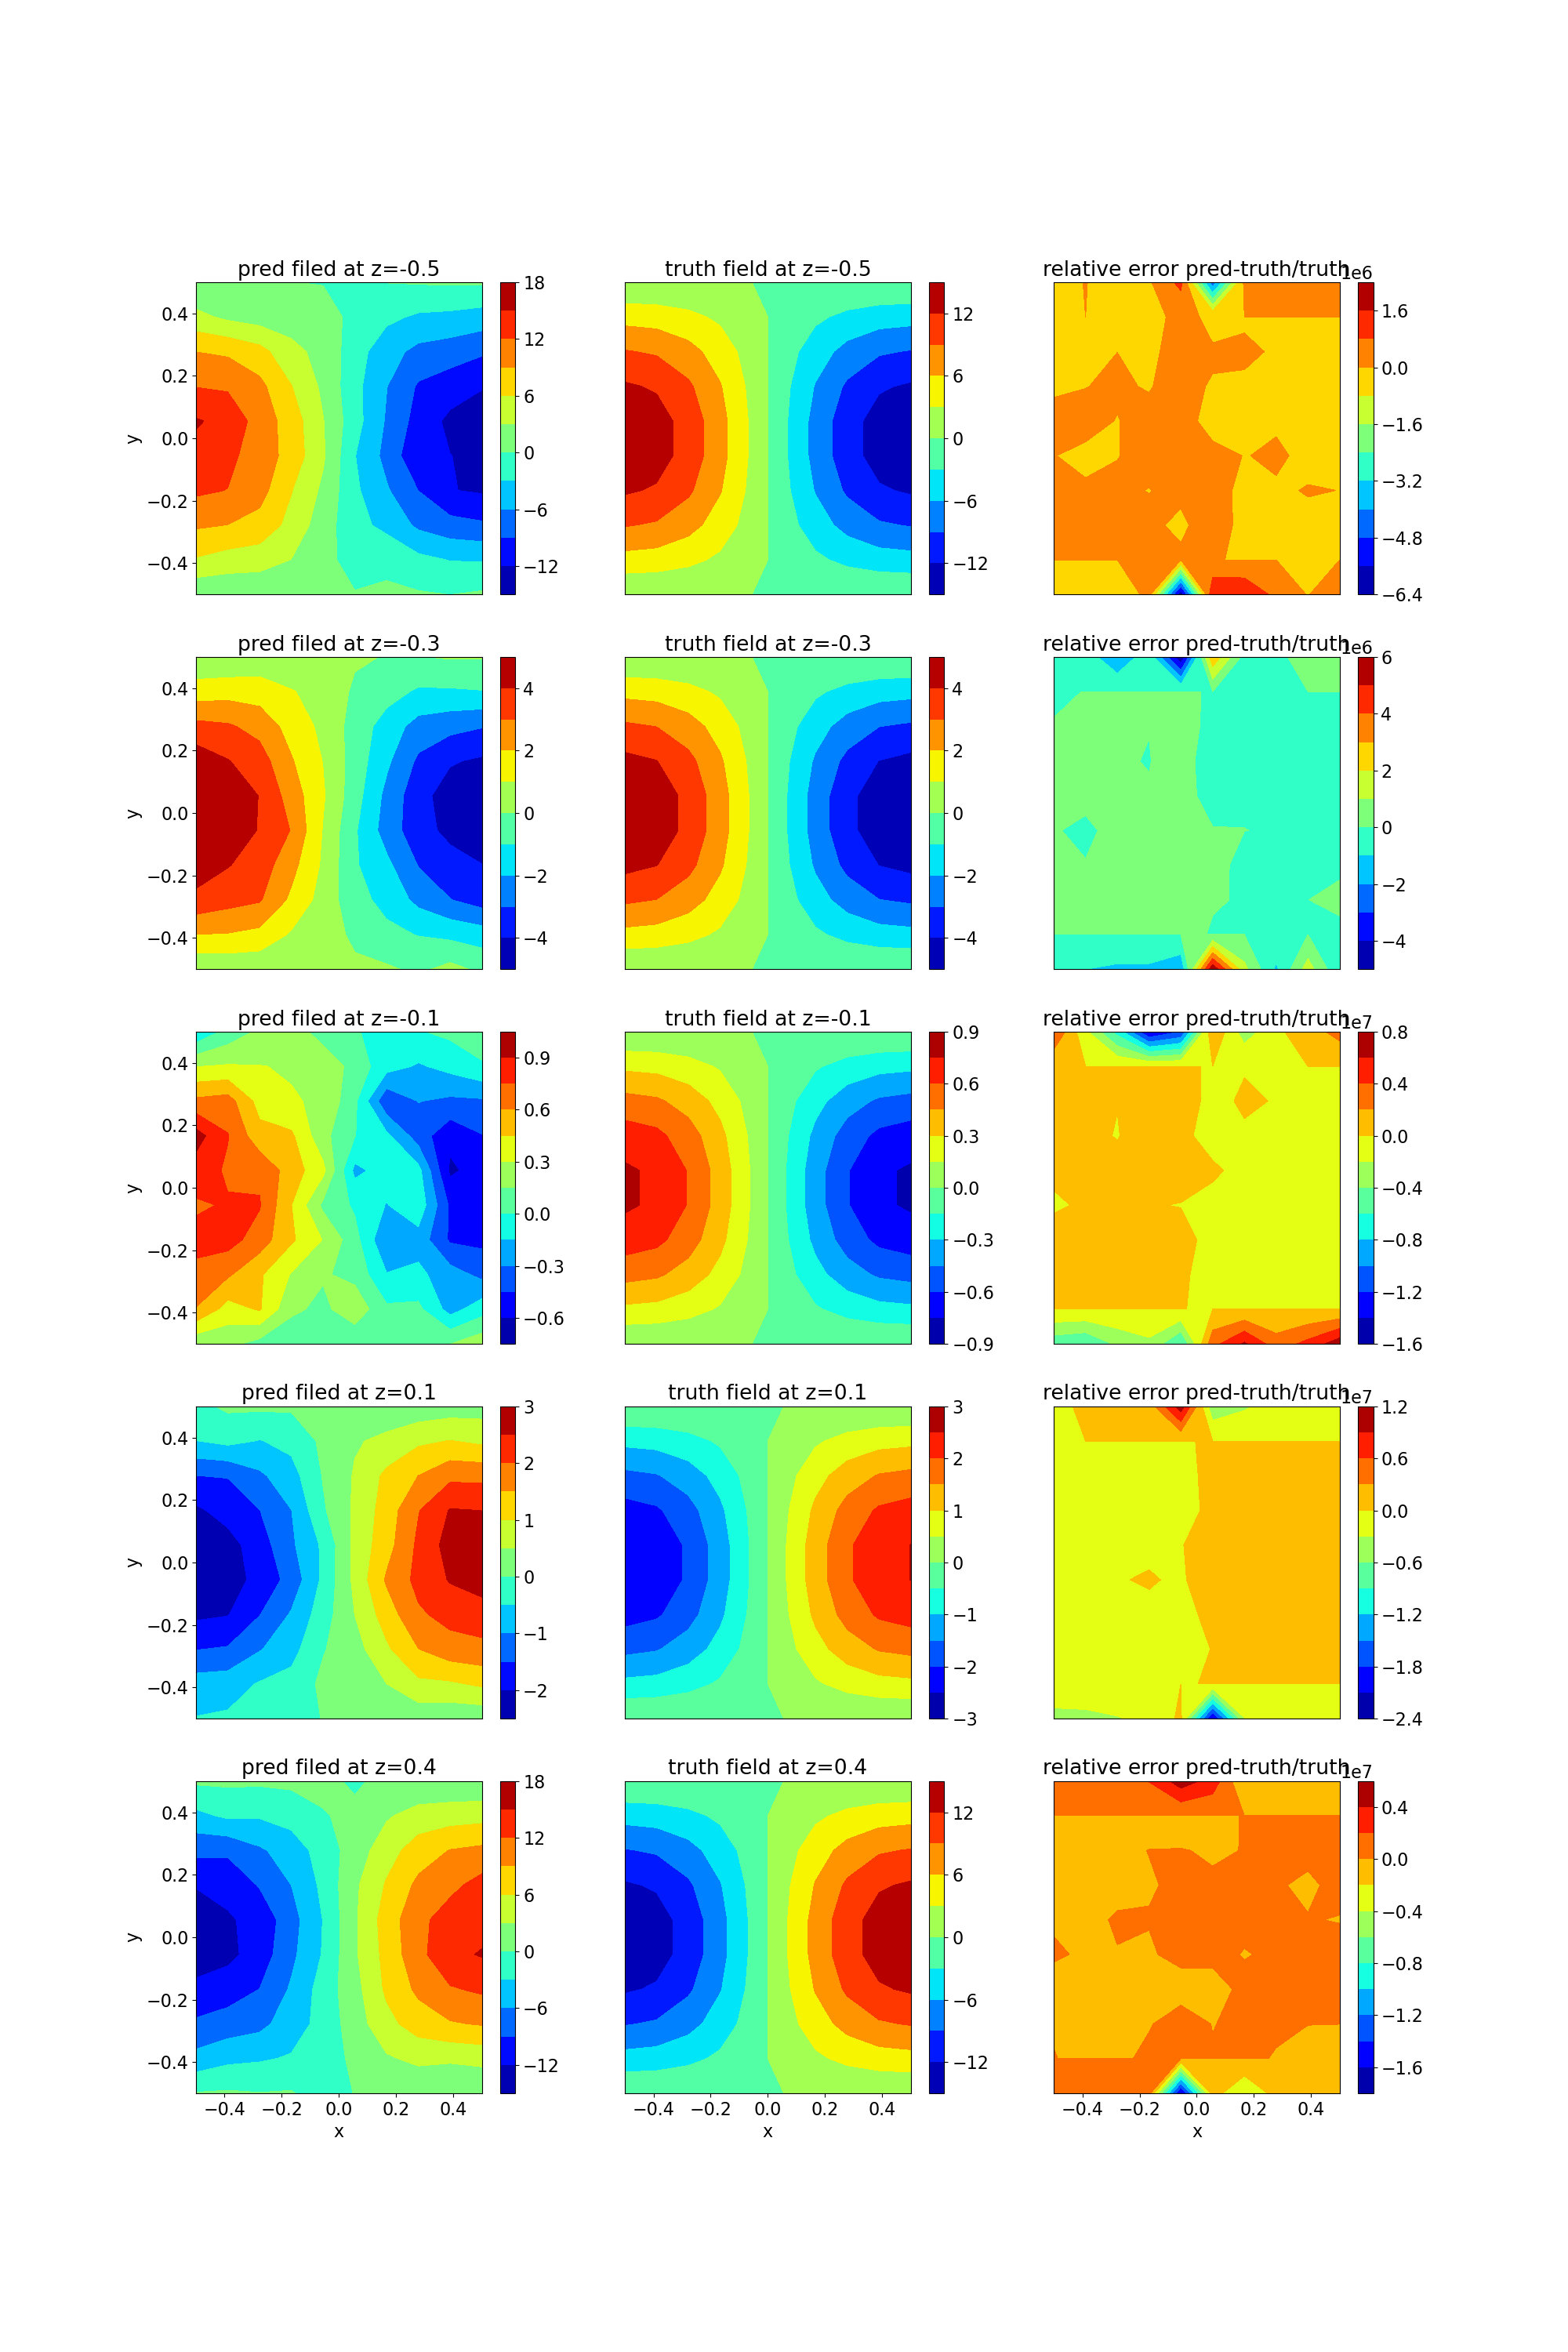 pred filed at z=-0.5 truth field at z=-0.5 relative error pred-truth/truth 1e6
y 0.4 0.2 0.0 −0.2 −0.4
18 12 6 0 −6 −12
12 6 0 −6 −12
1.6 0.0 −1.6 −3.2 −4.8 −6.4
pred filed at z=-0.3 truth field at z=-0.3 relative error pred-truth/truth 1e6
y 0.4 0.2 0.0 −0.2 −0.4
4 2 0 −2 −4
4 2 0 −2 −4
6 4 2 0 −2 −4
pred filed at z=-0.1 truth field at z=-0.1 relative error pred-truth/truth 1e7
y 0.4 0.2 0.0 −0.2 −0.4
0.9 0.6 0.3 0.0 −0.3 −0.6
0.9 0.6 0.3 0.0 −0.3 −0.6 −0.9
0.8 0.4 0.0 −0.4 −0.8 −1.2 −1.6
pred filed at z=0.1 truth field at z=0.1 relative error pred-truth/truth 1e7
y 0.4 0.2 0.0 −0.2 −0.4
3 2 1 0 −1 −2
3 2 1 0 −1 −2 −3
1.2 0.6 0.0 −0.6 −1.2 −1.8 −2.4
pred filed at z=0.4 truth field at z=0.4 relative error pred-truth/truth 1e7
y 0.4 0.2 0.0 −0.2 −0.4
18 12 6 0 −6 −12
12 6 0 −6 −12
0.4 0.0 −0.4 −0.8 −1.2 −1.6
−0.4 −0.2 0.0 0.2 0.4 −0.4 −0.2 0.0 0.2 0.4 −0.4 −0.2 0.0 0.2 0.4
x x x